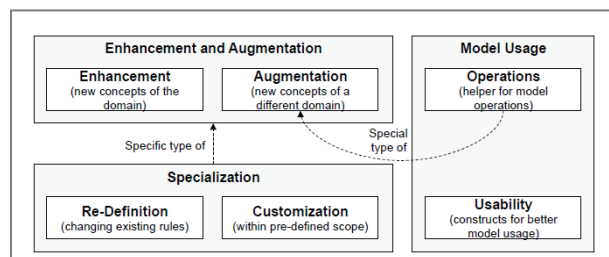 Enhancement and Augmentation
Enhancement
(new concepts of the
domain)
Augmentation
(new concepts of a
different domain)
Model Usage
Operations
(helper for model
operations)
Specific type of
Special
type of
Specialization
Re-Definition
(changing existing rules)
Customization
(within pre-defined scope)
Usability
(constructs for better
model usage)